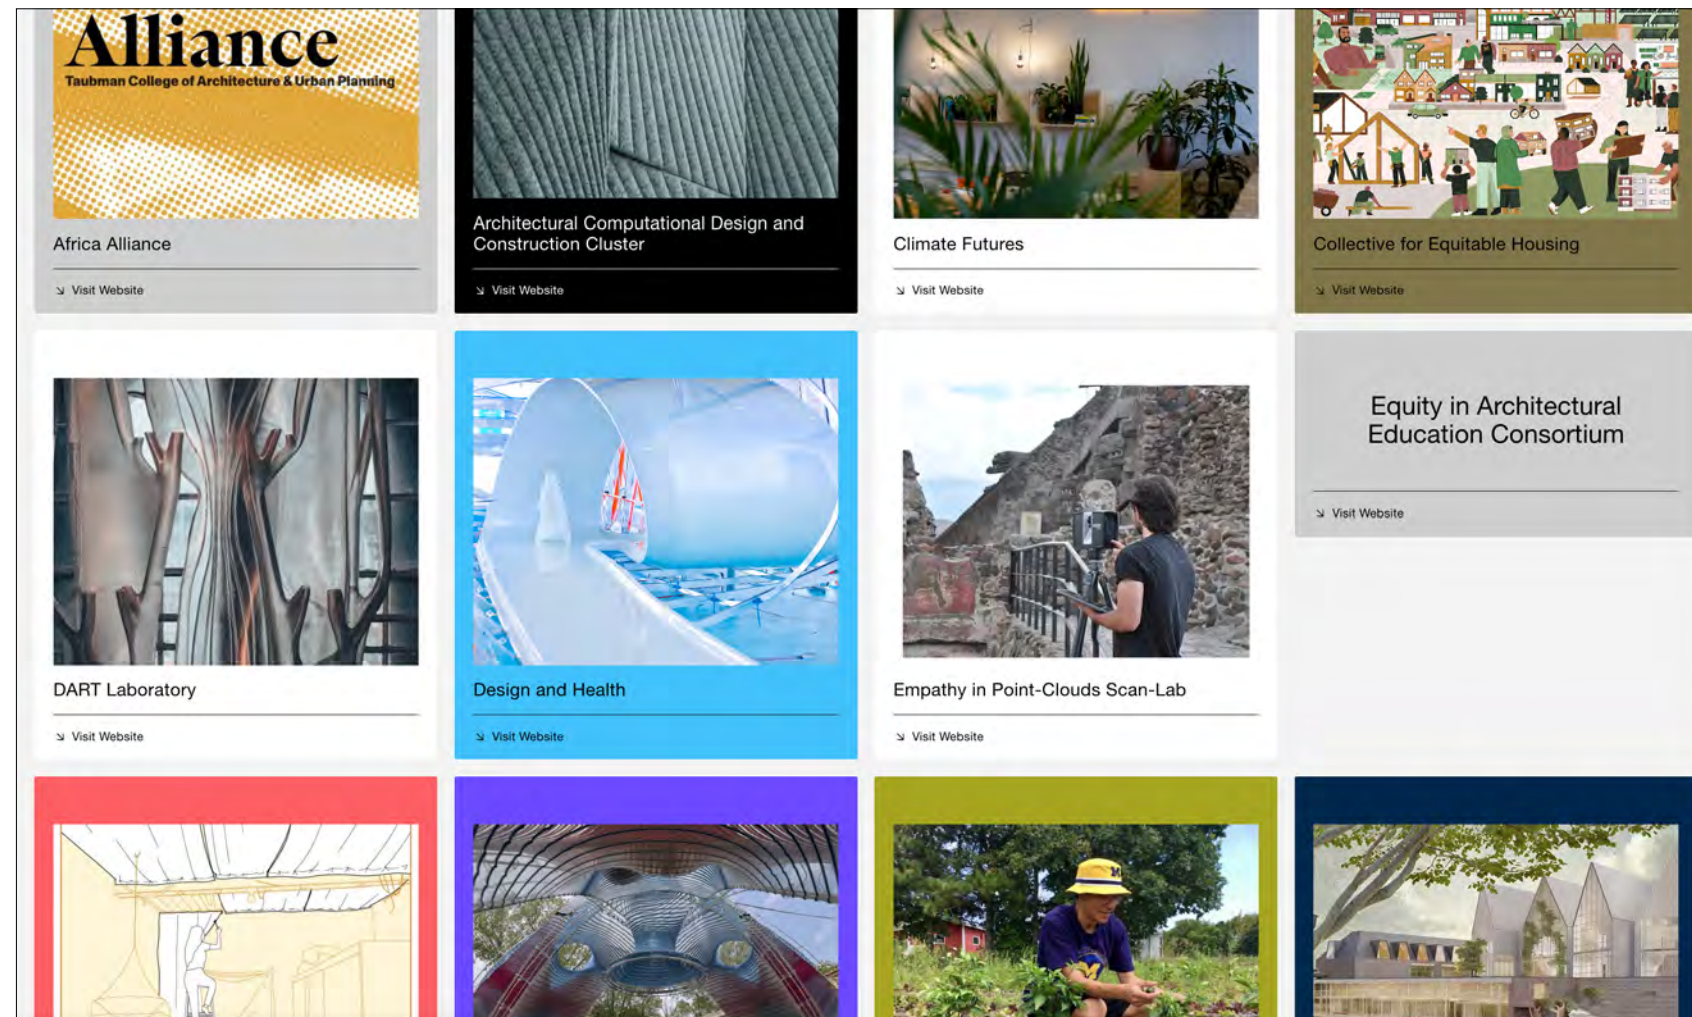 Alliance
Taubman College of Architecture & Urban Planning
Africa Alliance
Visit Website
Architectural Computational Design and
Construction Cluster
Visit Website
Climate Futures
Visit Website
Collective for Equitable Housing
Visit Website
DART Laboratory
Visit Website
Design and Health
Visit Website
Empathy in Point-Clouds Scan-Lab
Visit Website
Equity in Architectural
Education Consortium
Visit Website
M
M